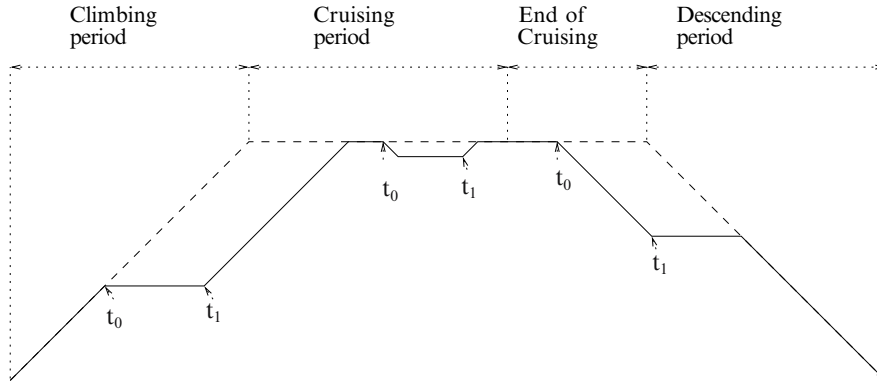 Climbing
period
Cruising
period
End of
Cruising
Descending
period
t0
t1
t0
t1
t0
t1